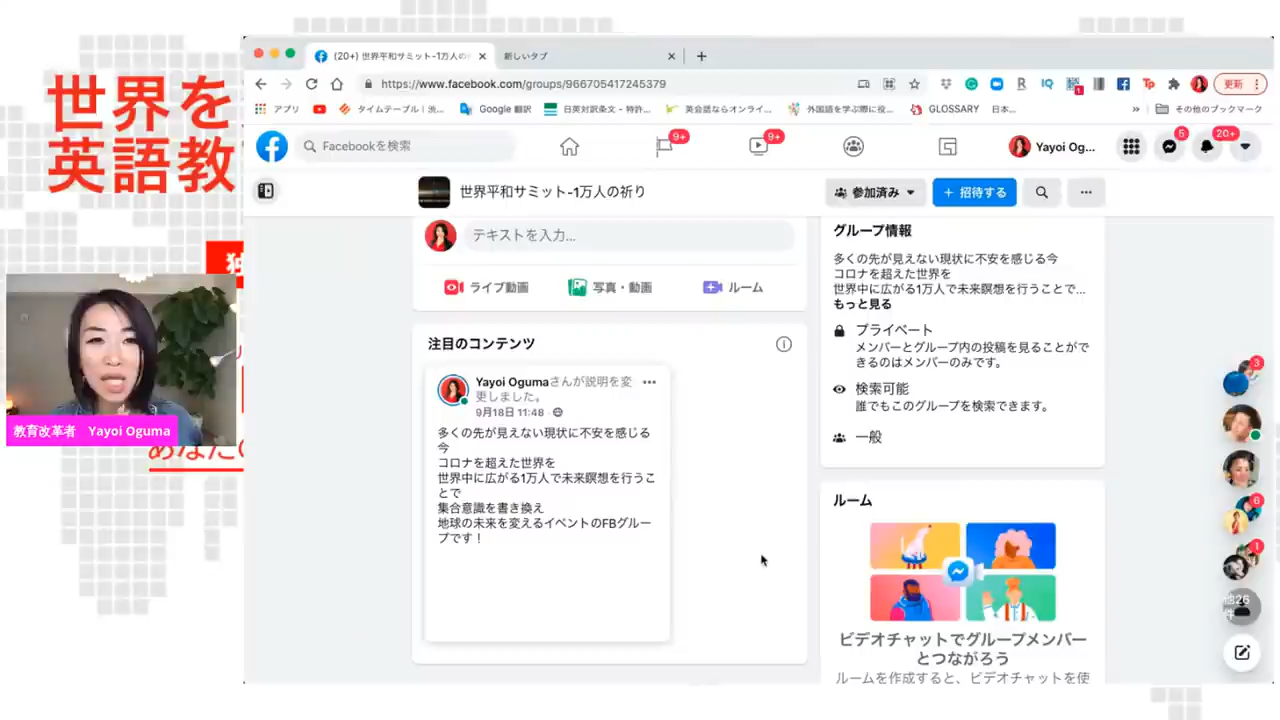 世界を
英語教
独
あなたの
教育改革者 Yayoi Oguma
(20+) 世界平和サミット-1万人の
新しいタブ
https://www.facebook.com/groups/966705417245379
更新
アプリ
タイムテーブル｜渋...
Google 翻訳
日英対訳条文 – 特許...
英会話ならオンライ...
外国語を学ぶ際に役...
GLOSSARY 日本...
»
その他のブックマーク
Facebookを検索
9+
9+
Yayoi Og...
5
20+
世界平和サミット-1万人の祈り
参加済み
+ 招待する
テキストを入力...
ライブ動画
写真・動画
ルーム
注目のコンテンツ
Yayoi Ogumaさんが説明を変
更しました。
9月18日 11:48
多くの先が見えない現状に不安を感じる
今
コロナを超えた世界を
世界中に広がる1万人で未来瞑想を行うこ
とで
集合意識を書き換え
地球の未来を変えるイベントのFBグルー
プです！
グループ情報
多くの先が見えない現状に不安を感じる今
コロナを超えた世界を
世界中に広がる1万人で未来瞑想を行うことで...
もっと見る
プライベート
メンバーとグループ内の投稿を見ることがで
きるのはメンバーのみです。
検索可能
誰でもこのグループを検索できます。
一般
ルーム
ビデオチャットでグループメンバー
とつながろう
ルームを作成すると、ビデオチャットを使
3
6
1
他26
件